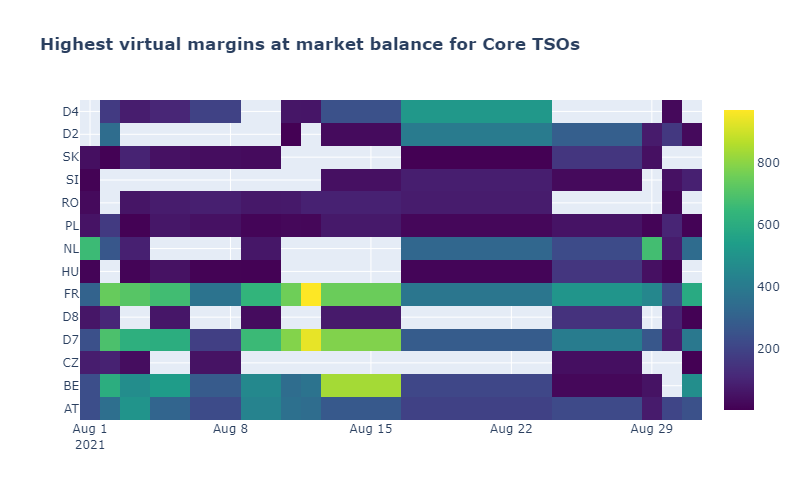 Highest virtual margins at market balance for Core TSOs
D4
D2
SK
SI
RO
PL
NL
HU
FR
D8
D7
CZ
BE
AT
800
600
400
200
Aug 1
2021
Aug 8
Aug 15
Aug 22
Aug 29